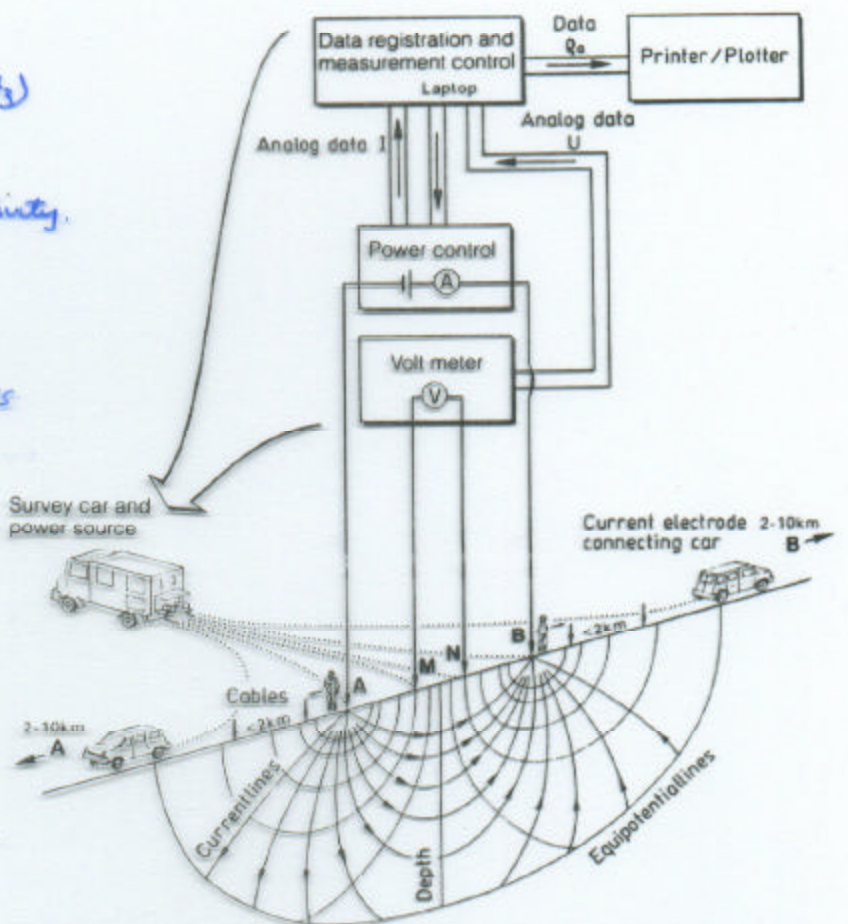 Data registration and
measurement control
Laptop
Data
ρa
Printer/Plotter
Analog data I
Analog data
U
Power control
A
Volt meter
V
Survey car and
power source
Current electrode 2-10km
connecting car B
<2km
B
N
M
A
Cables
<2km
2-10km
A
Currentlines
Depth
Equipotentiallines